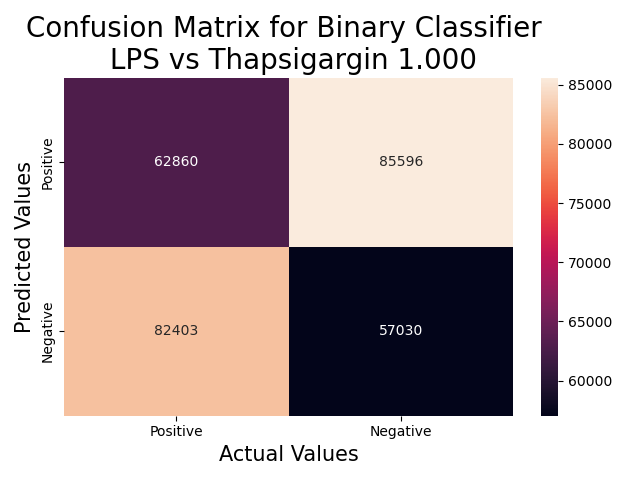 Confusion Matrix for Binary Classifier
LPS vs Thapsigargin 1.000
Predicted Values
Positive
Negative
62860
85596
82403
57030
Positive
Negative
Actual Values
85000
80000
75000
70000
65000
60000